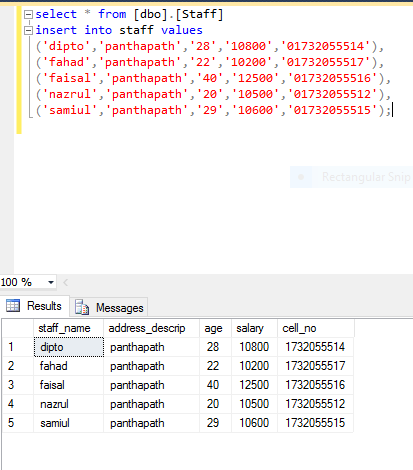 select * from [dbo].[Staff]
insert into staff values
('dipto','panthapath','28','10800','01732055514'),
('fahad','panthapath','22','10200','01732055517'),
('faisal','panthapath','40','12500','01732055516'),
('nazrul','panthapath','20','10500','01732055512'),
('samiul','panthapath','29','10600','01732055515');
Rectangular Snip
100 %
Results Messages
staff_name address_descrip age salary cell_no
1 dipto panthapath 28 10800 1732055514
2 fahad panthapath 22 10200 1732055517
3 faisal panthapath 40 12500 1732055516
4 nazrul panthapath 20 10500 1732055512
5 samiul panthapath 29 10600 1732055515